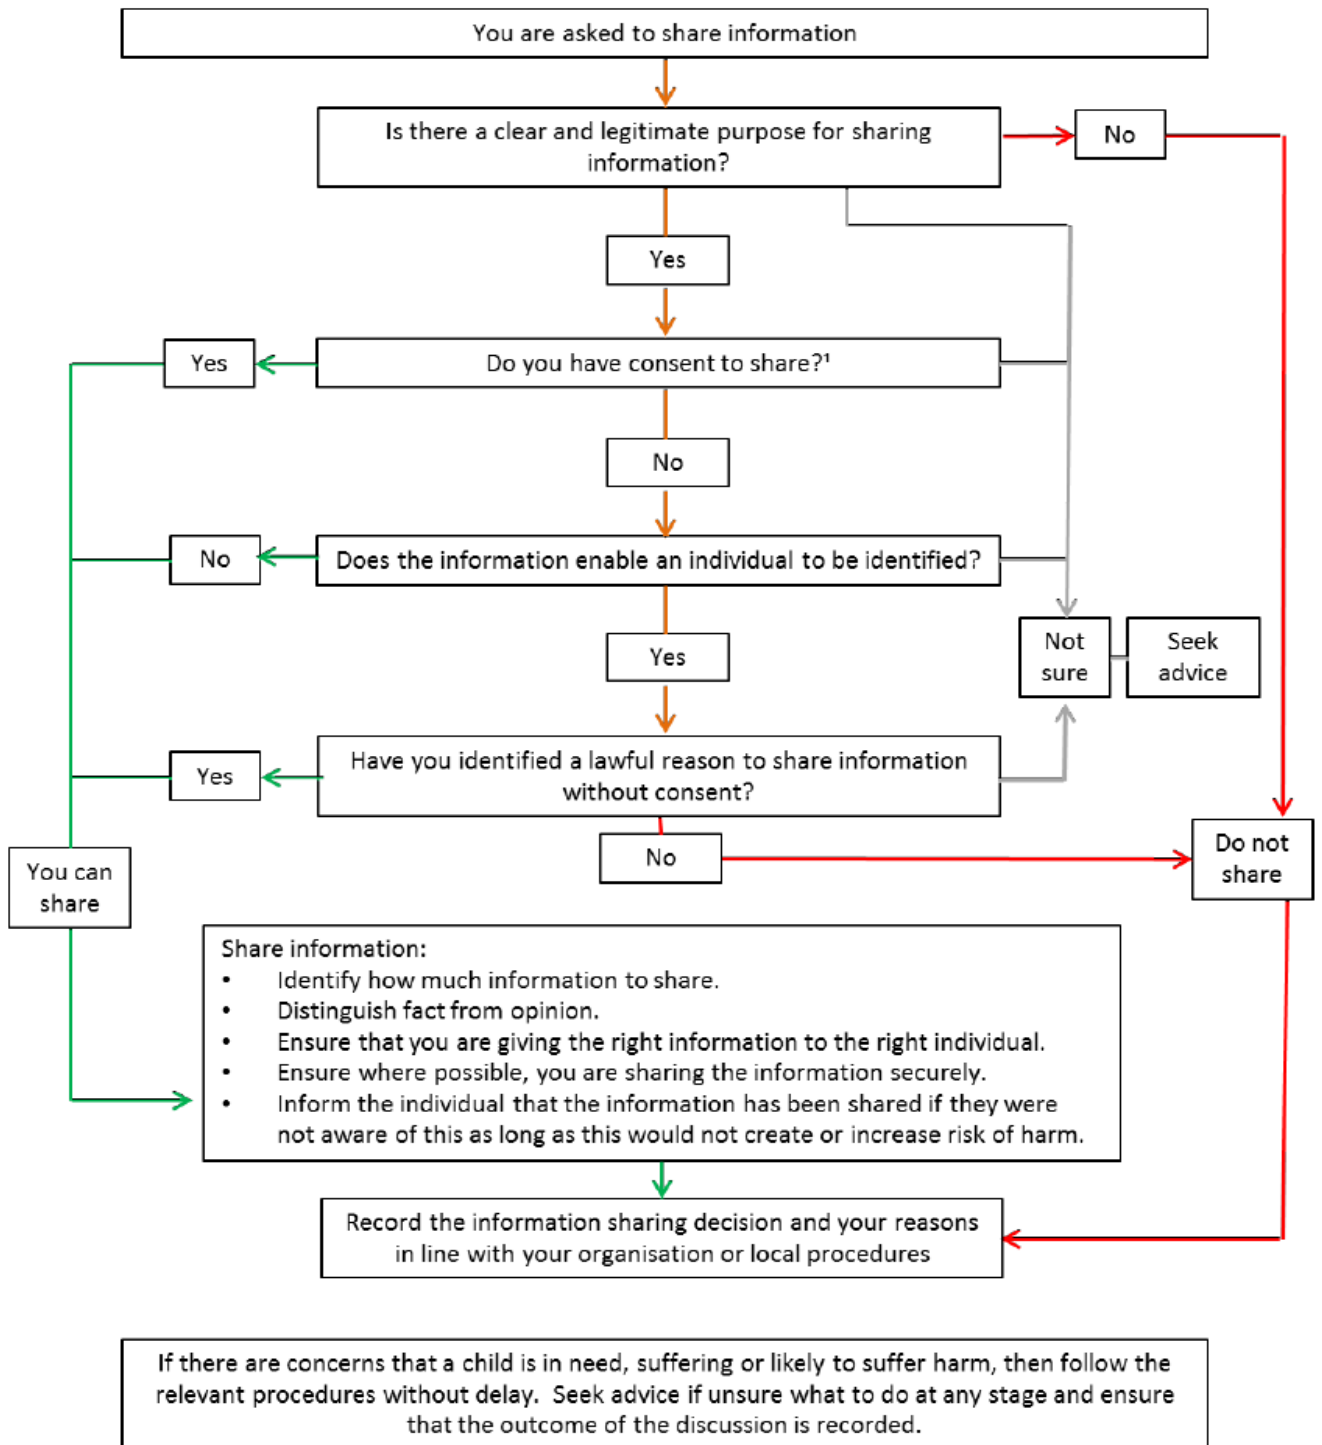 You are asked to share information
Is there a clear and legitimate purpose for sharing
information?
No
Yes
Yes
Do you have consent to share?¹
No
No
Does the information enable an individual to be identified?
Yes
Not
sure
Seek
advice
Yes
Have you identified a lawful reason to share information
without consent?
No
Do not
share
You can
share
Share information:
• Identify how much information to share.
• Distinguish fact from opinion.
• Ensure that you are giving the right information to the right individual.
• Ensure where possible, you are sharing the information securely.
• Inform the individual that the information has been shared if they were
not aware of this as long as this would not create or increase risk of harm.
Record the information sharing decision and your reasons
in line with your organisation or local procedures
If there are concerns that a child is in need, suffering or likely to suffer harm, then follow the
relevant procedures without delay. Seek advice if unsure what to do at any stage and ensure
that the outcome of the discussion is recorded.